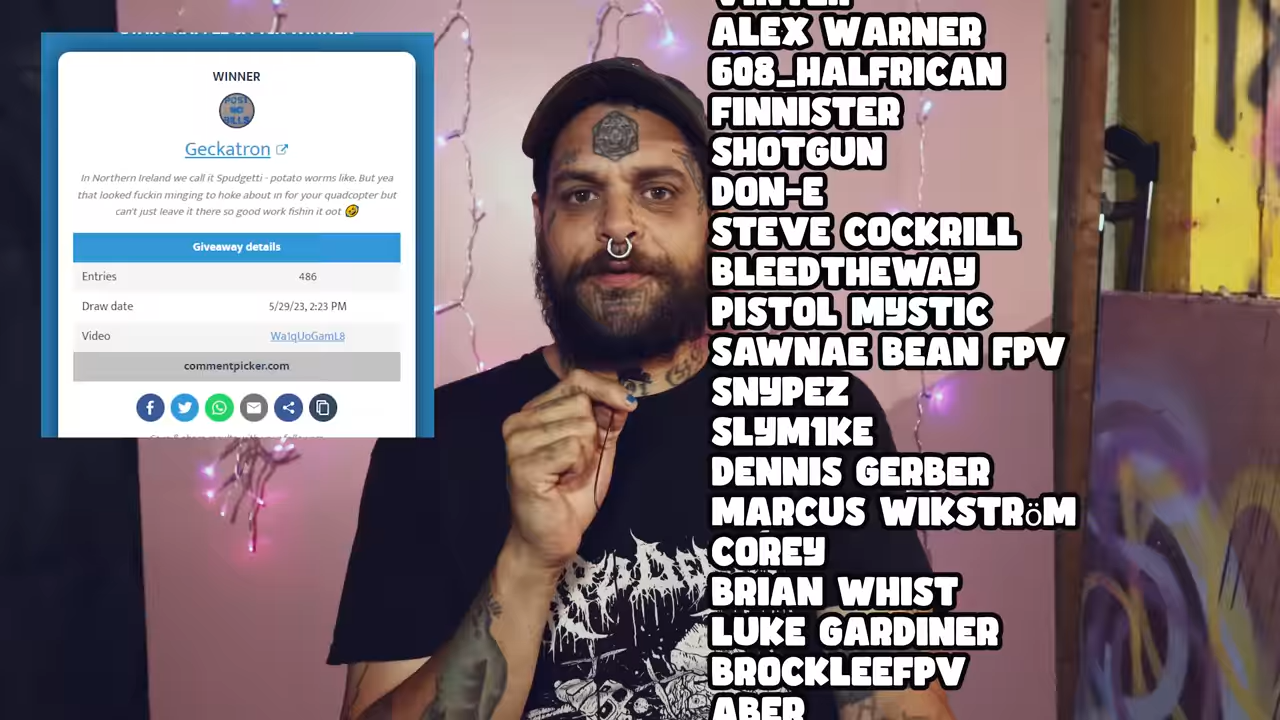 WINNER
POST
NO
BILLS
Geckatron
In Northern Ireland we call it Spudgetti - potato worms like. But yea
that looked fuckin minging to hoke about in for your quadcopter but
can't just leave it there so good work fishin it oot 🤣
Giveaway details
Entries 486
Draw date 5/29/23, 2:23 PM
Video Wa1qUoGamL8
commentpicker.com
ALEX WARNER
608_HALFRICAN
FINNISTER
SHOTGUN
DON-E
STEVE COCKRILL
BLEEDTHEWAY
PISTOL MYSTIC
SAWNAE BEAN FPV
SNYPEZ
SLYM1KE
DENNIS GERBER
MARCUS WIKSTRöM
COREY
BRIAN WHIST
LUKE GARDINER
BROCKLEEFPV
ABER